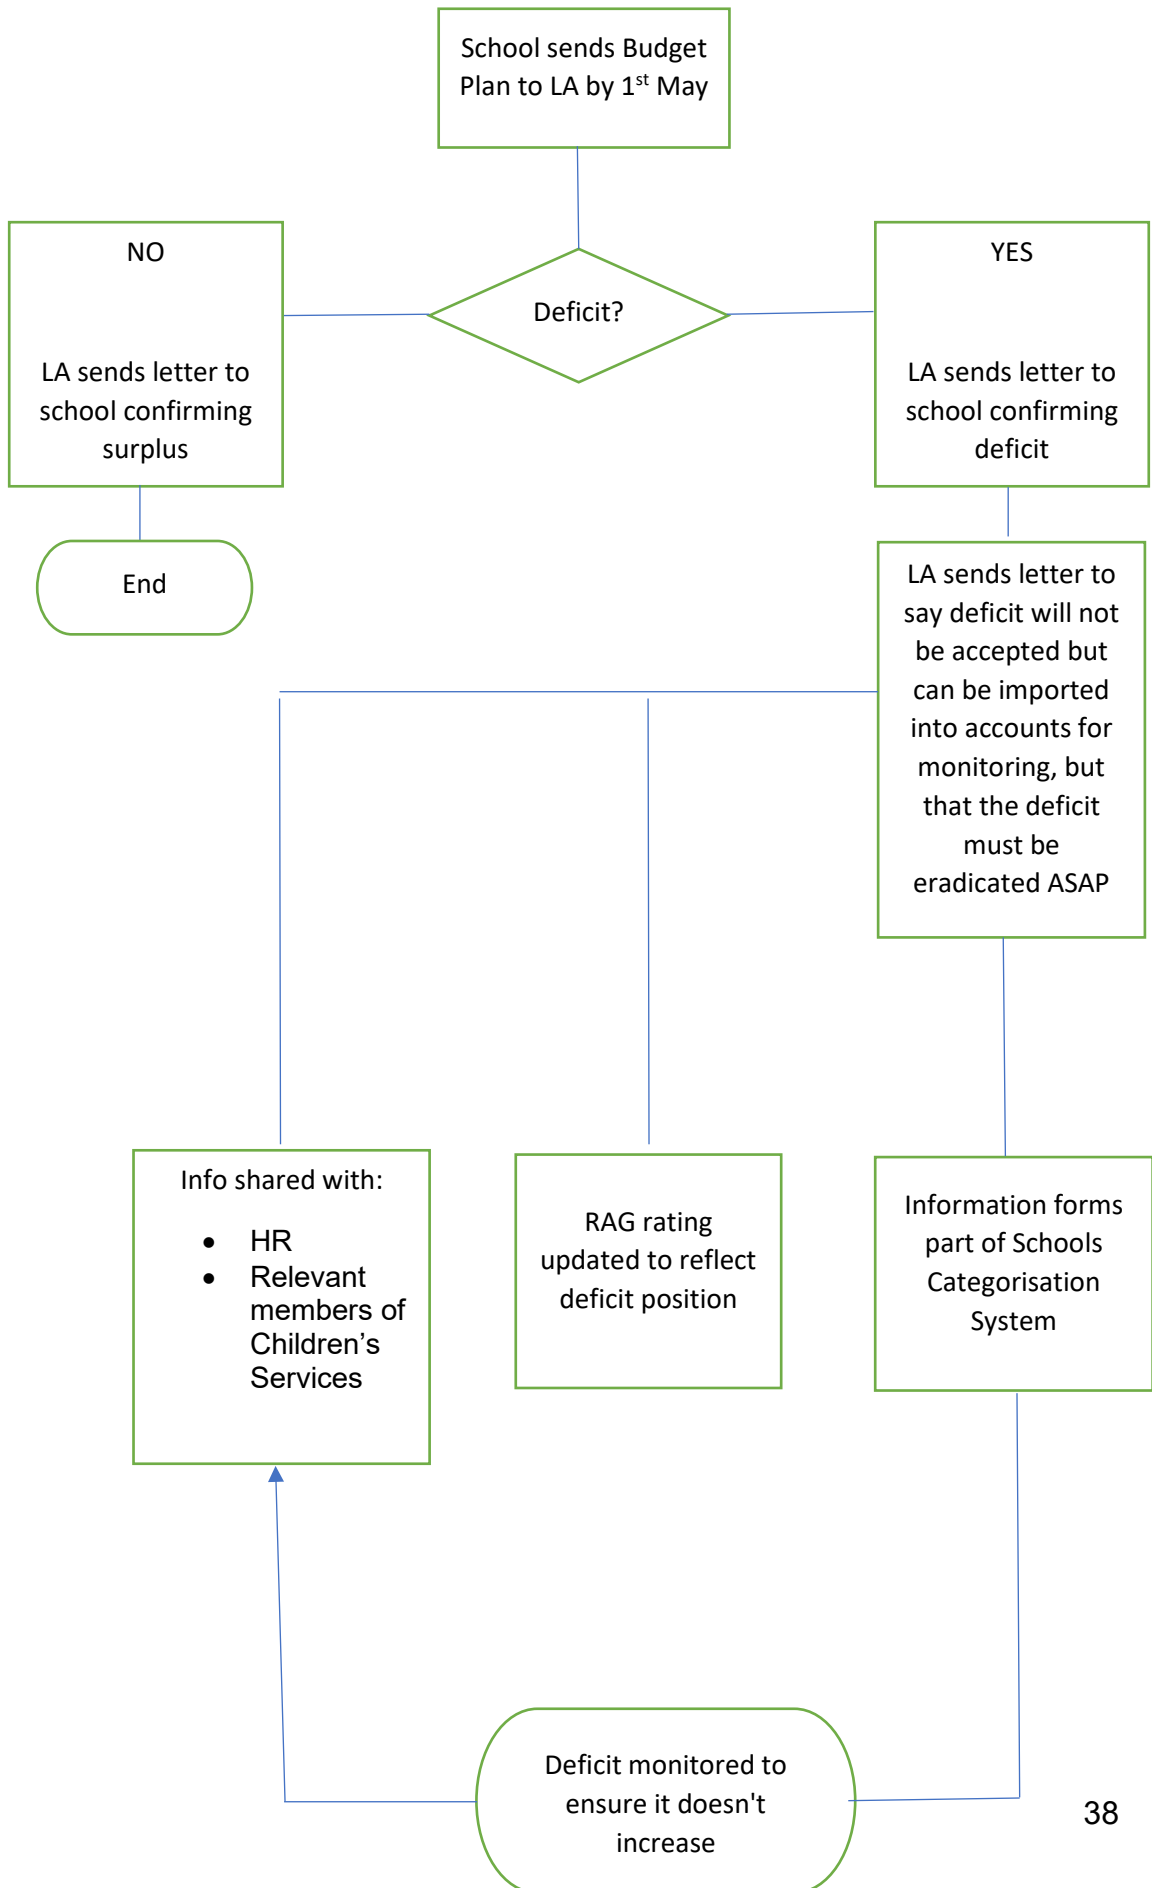 School sends Budget
Plan to LA by 1st May
NO
LA sends letter to
school confirming
surplus
Deficit?
YES
LA sends letter to
school confirming
deficit
End
LA sends letter to
say deficit will not
be accepted but
can be imported
into accounts for
monitoring, but
that the deficit
must be
eradicated ASAP
Info shared with:
• HR
• Relevant
members of
Children’s
Services
RAG rating
updated to reflect
deficit position
Information forms
part of Schools
Categorisation
System
Deficit monitored to
ensure it doesn't
increase
38